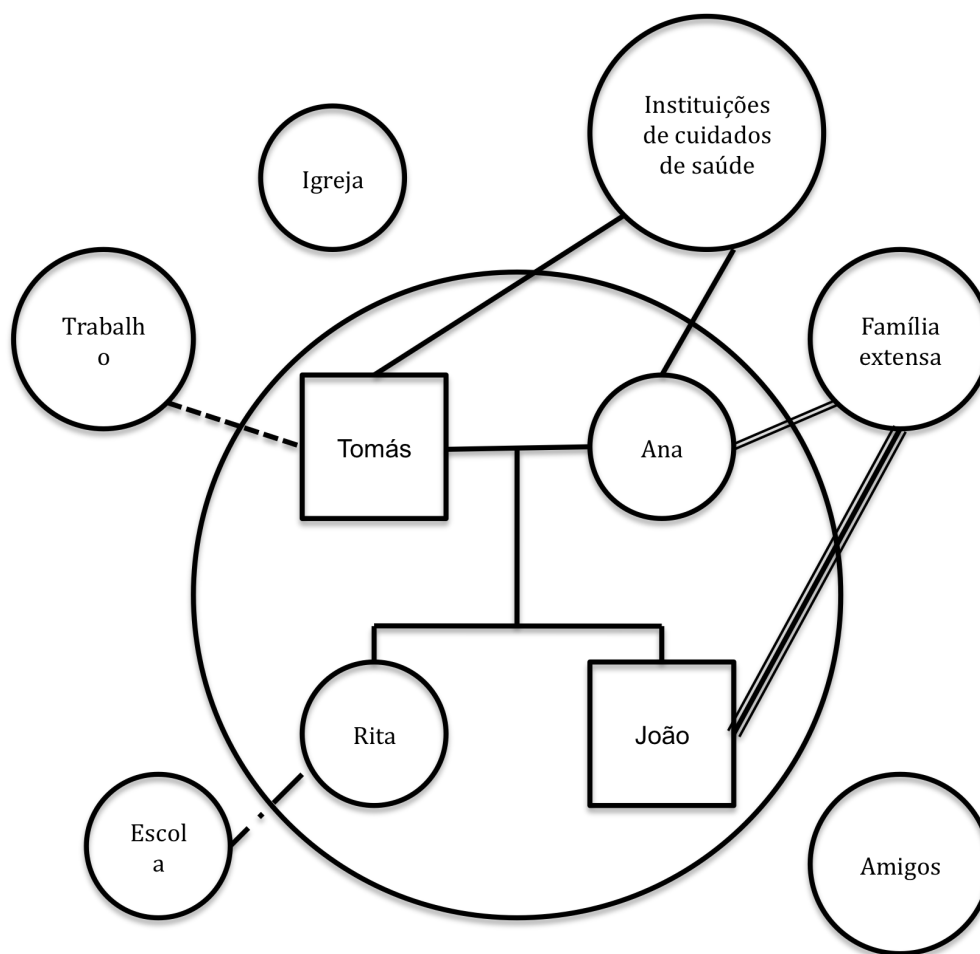 Instituições
de cuidados
de saúde
Igreja
Trabalh
o
Família
extensa
Tomás
Ana
Rita
João
Escol
a
Amigos